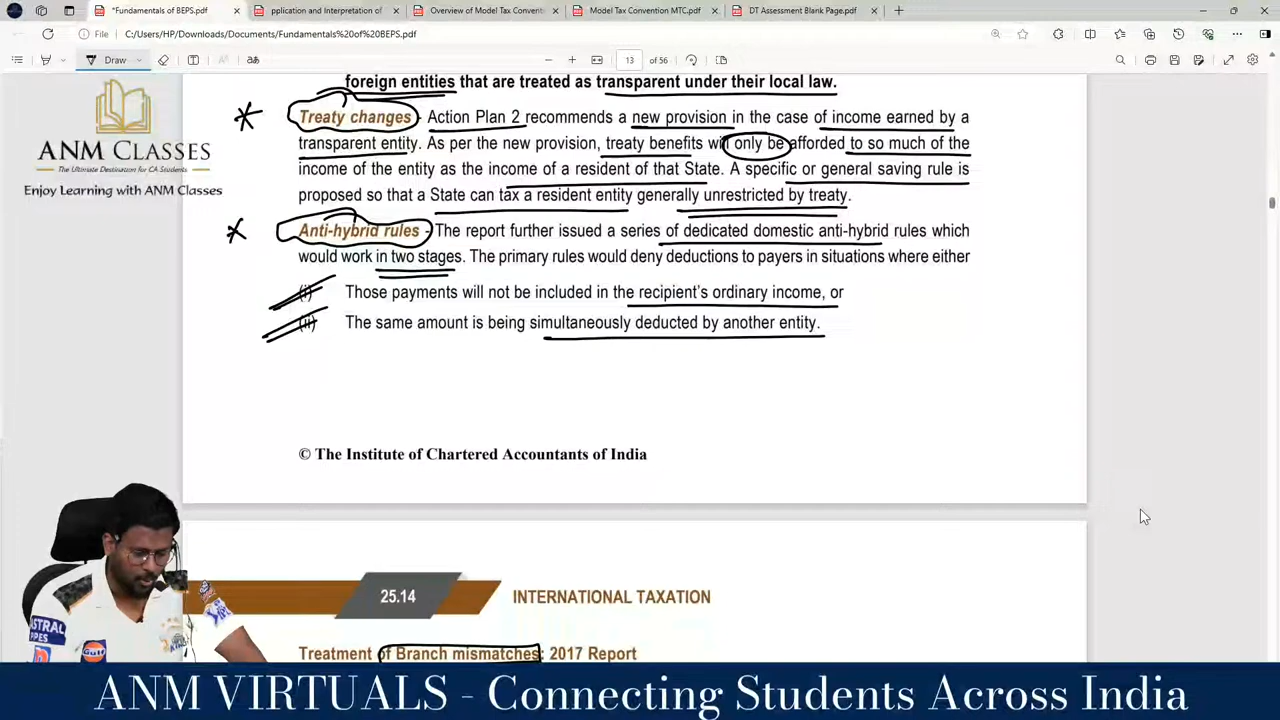 *Fundamentals of BEPS.pdf
pplication and Interpretation of
Overview of Model Tax Convent
Model Tax Convention MTC.pdf
DT Assessment Blank Page.pdf
File
C:/Users/HP/Downloads/Documents/Fundamentals%20of%20BEPS.pdf
Draw
13 of 56
foreign entities that are treated as transparent under their local law.
Treaty changes - Action Plan 2 recommends a new provision in the case of income earned by a
transparent entity. As per the new provision, treaty benefits will only be afforded to so much of the
income of the entity as the income of a resident of that State. A specific or general saving rule is
proposed so that a State can tax a resident entity generally unrestricted by treaty.
Anti-hybrid rules - The report further issued a series of dedicated domestic anti-hybrid rules which
would work in two stages. The primary rules would deny deductions to payers in situations where either
(i) Those payments will not be included in the recipient's ordinary income, or
(ii) The same amount is being simultaneously deducted by another entity.
© The Institute of Chartered Accountants of India
25.14 INTERNATIONAL TAXATION
Treatment of Branch mismatches: 2017 Report
ANM CLASSES
The Ultimate Destination for CA Students
Enjoy Learning with ANM Classes
ASTRAL
PIPES
Gulf
ANM VIRTUALS - Connecting Students Across India